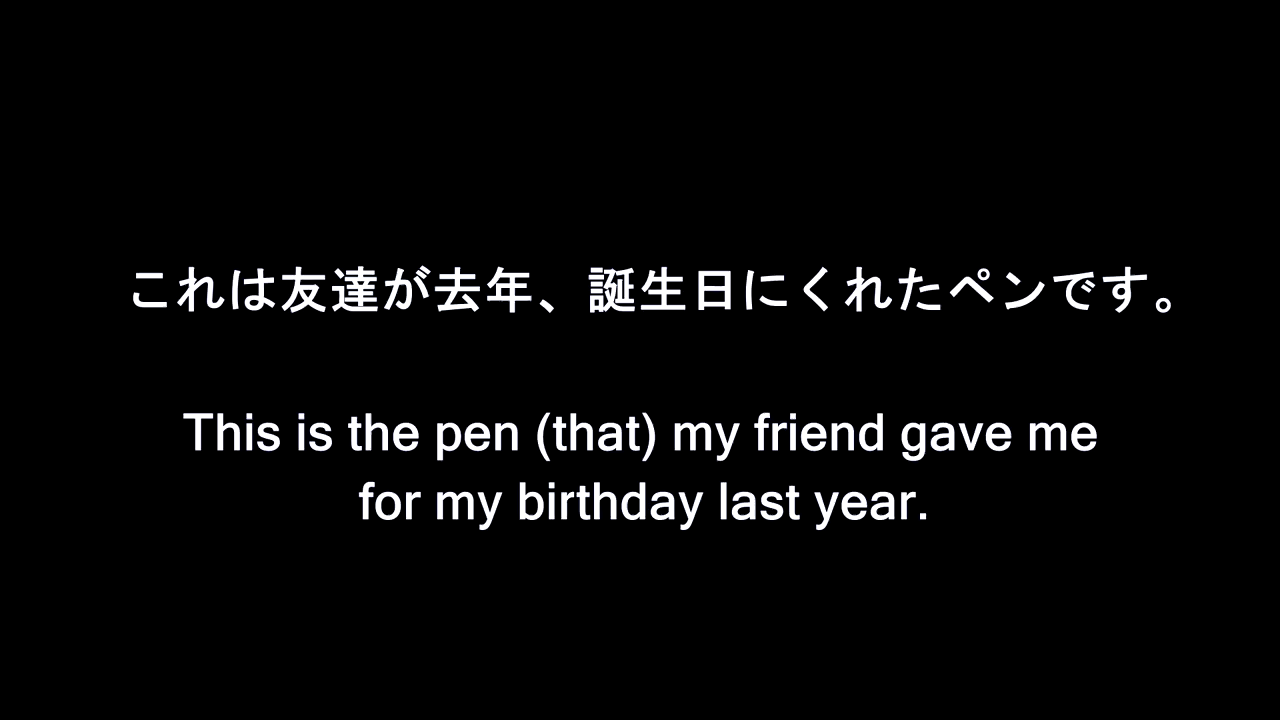 これは友達が去年、誕生日にくれたペンです。
This is the pen (that) my friend gave me
for my birthday last year.